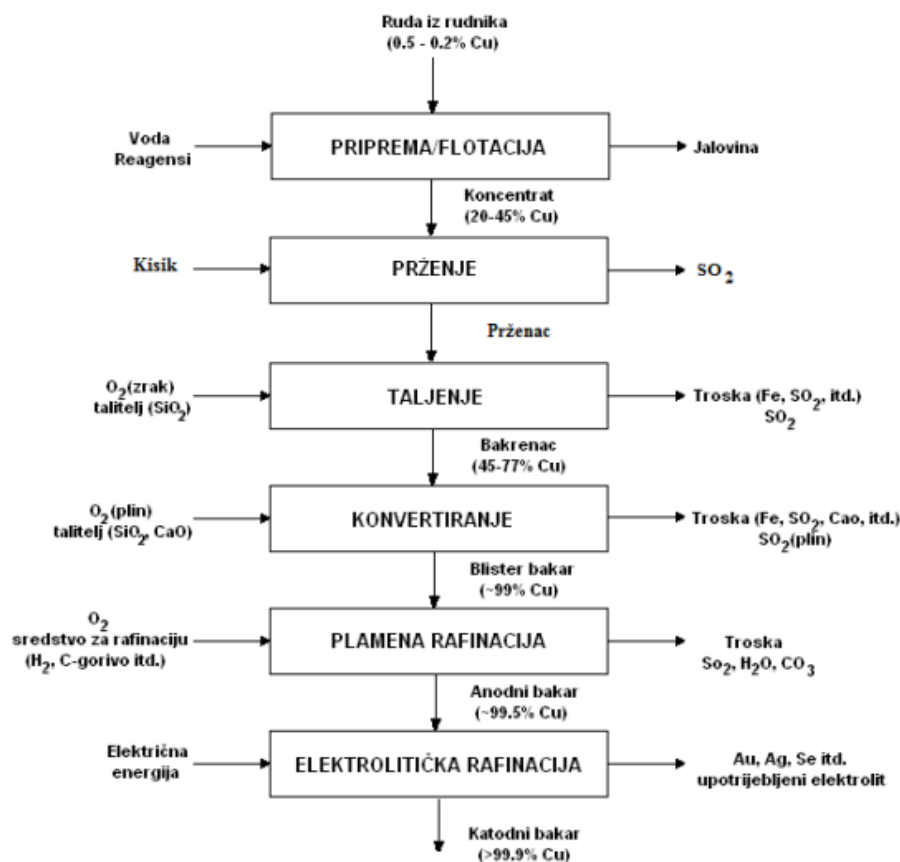 Ruda iz rudnika
(0.5 - 0.2% Cu)
Voda
Reagensi
PRIPREMA/FLOTACIJA
Jalovina
Koncentrat
(20-45% Cu)
Kisik
PRŽENJE
SO2
Prženac
O2(zrak)
talitelj (SiO2)
TALJENJE
Troska (Fe, SO2, itd.)
SO2
Bakrenac
(45-77% Cu)
O2(plin)
talitelj (SiO2, CaO)
KONVERTIRANJE
Troska (Fe, SO2, Cao, itd.)
SO2(plin)
Blister bakar
(~99% Cu)
O2
sredstvo za rafinaciju
(H2, C-gorivo itd.)
PLAMENA RAFINACIJA
Troska
So2, H2O, CO3
Anodni bakar
(~99.5% Cu)
Električna
energija
ELEKTROLITIČKA RAFINACIJA
Au, Ag, Se itd.
upotrijebljeni elektrolit
Katodni bakar
(>99.9% Cu)